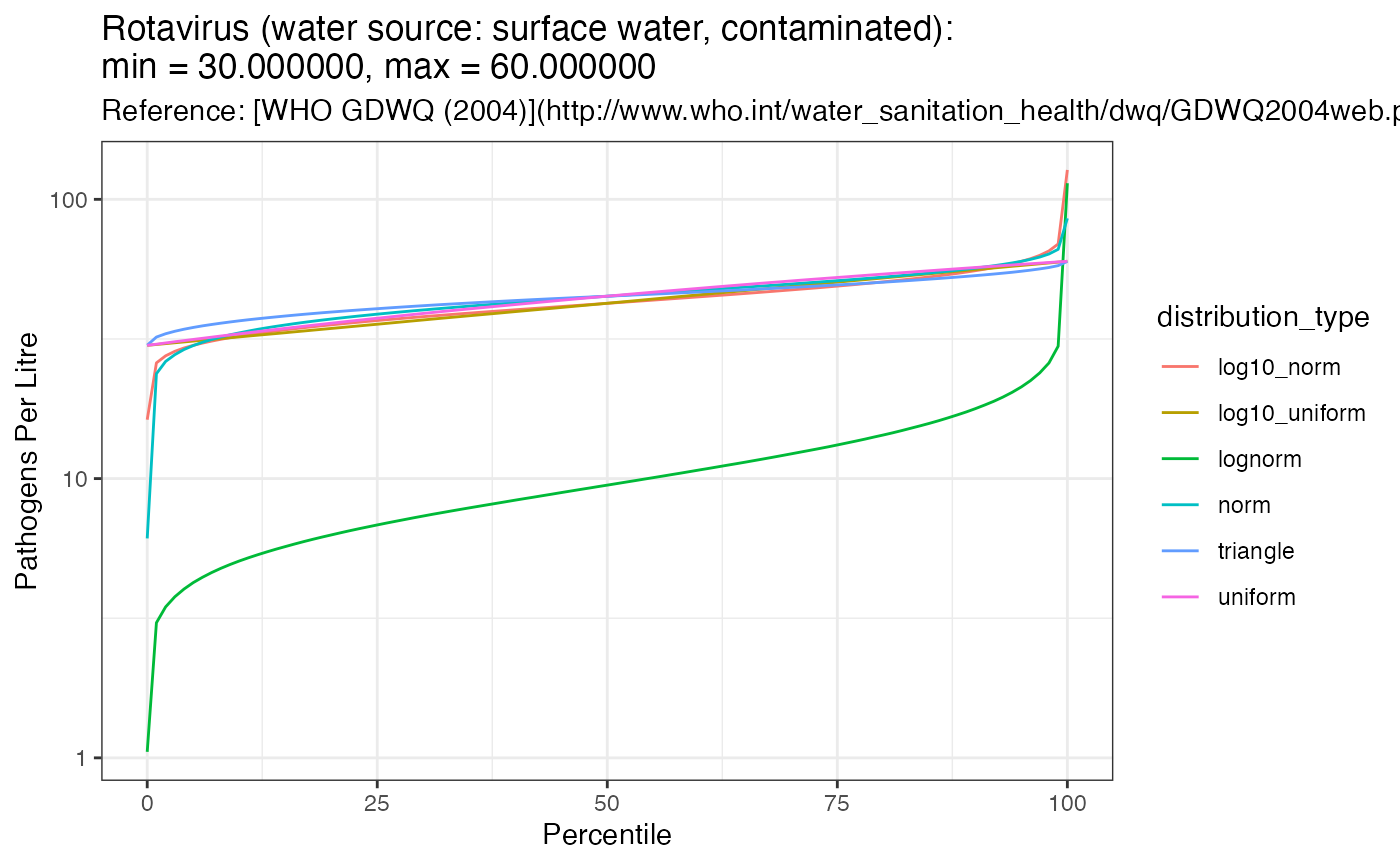 Rotavirus (water source: surface water, contaminated):
min = 30.000000, max = 60.000000
Reference: [WHO GDWQ (2004)](http://www.who.int/water_sanitation_health/dwq/GDWQ2004web.p
Pathogens Per Litre
100
10
1
0 25 50 75 100
Percentile
distribution_type
log10_norm
log10_uniform
lognorm
norm
triangle
uniform